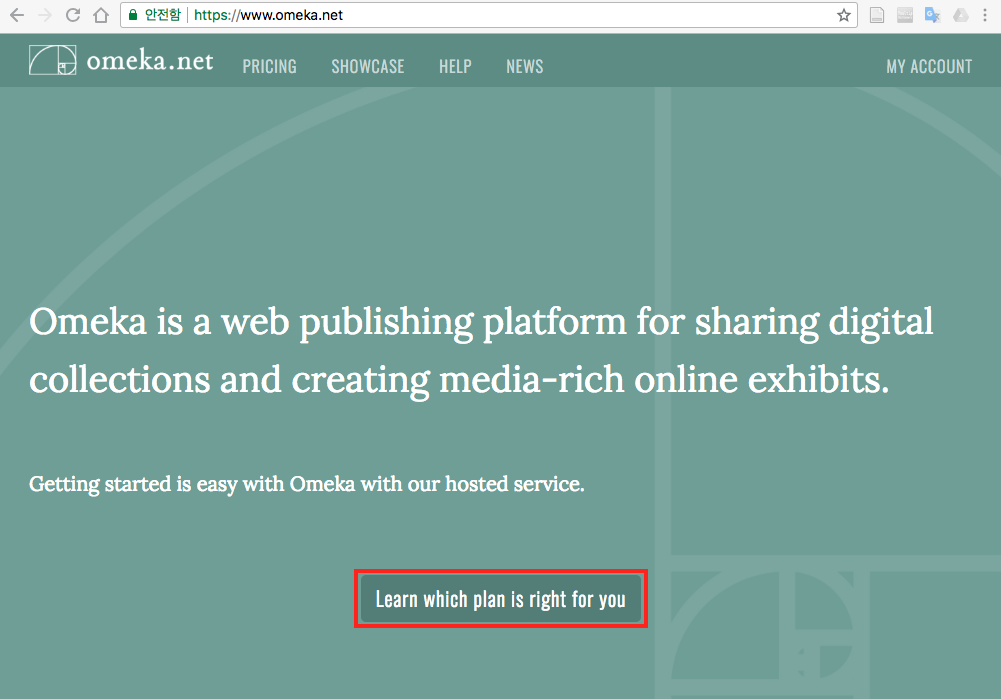 안전함 https://www.omeka.net
omeka.net PRICING SHOWCASE HELP NEWS MY ACCOUNT
Omeka is a web publishing platform for sharing digital
collections and creating media-rich online exhibits.
Getting started is easy with Omeka with our hosted service.
Learn which plan is right for you